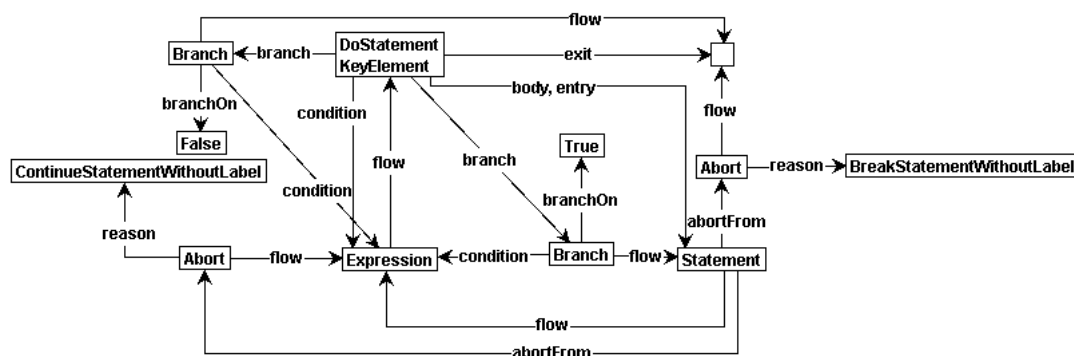 flow
Branch
branch
DoStatement
KeyElement
exit
branchOn
condition
body, entry
flow
False
True
ContinueStatementWithoutLabel
flow
branch
Abort
reason
BreakStatementWithoutLabel
condition
branchOn
abortFrom
reason
Abort
flow
Expression
condition
Branch
flow
Statement
flow
abortFrom